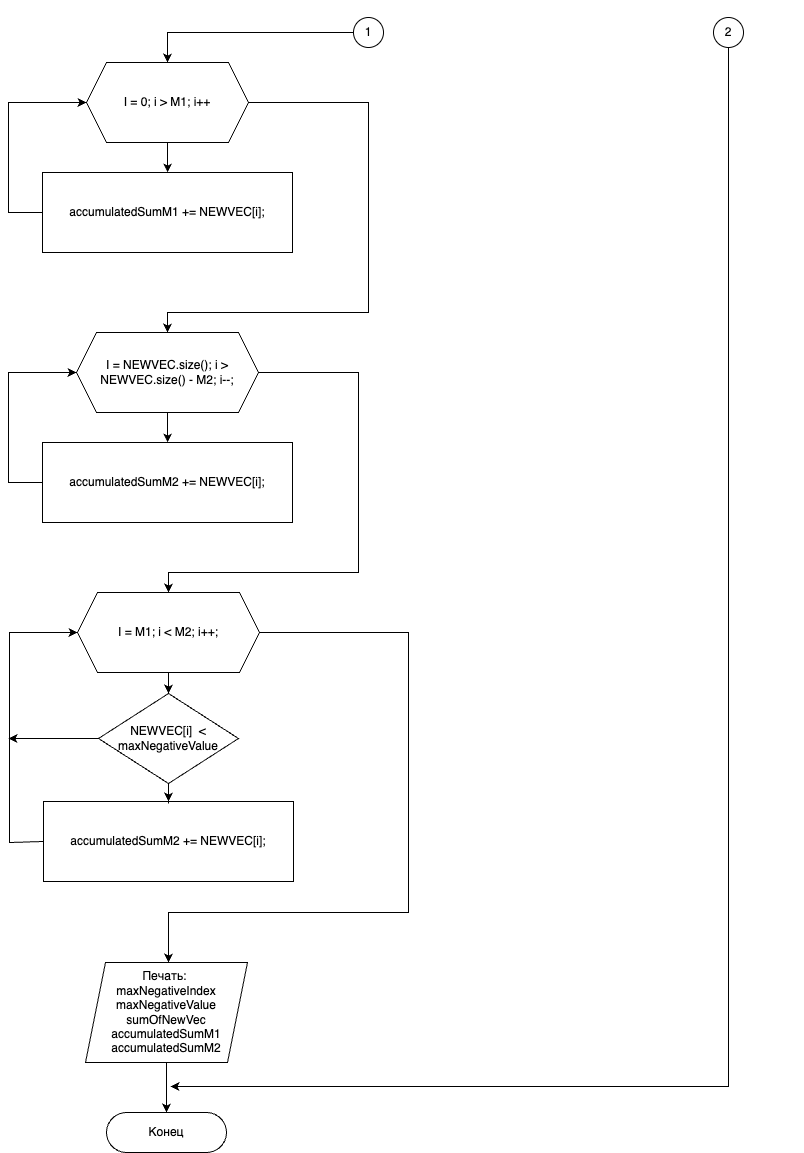 1
2
I = 0; i > M1; i++
accumulatedSumM1 += NEWVEC[i];
I = NEWVEC.size(); i >
NEWVEC.size() - M2; i--;
accumulatedSumM2 += NEWVEC[i];
I = M1; i < M2; i++;
NEWVEC[i] <
maxNegativeValue
accumulatedSumM2 += NEWVEC[i];
Печать:
maxNegativeIndex
maxNegativeValue
sumOfNewVec
accumulatedSumM1
accumulatedSumM2
Конец